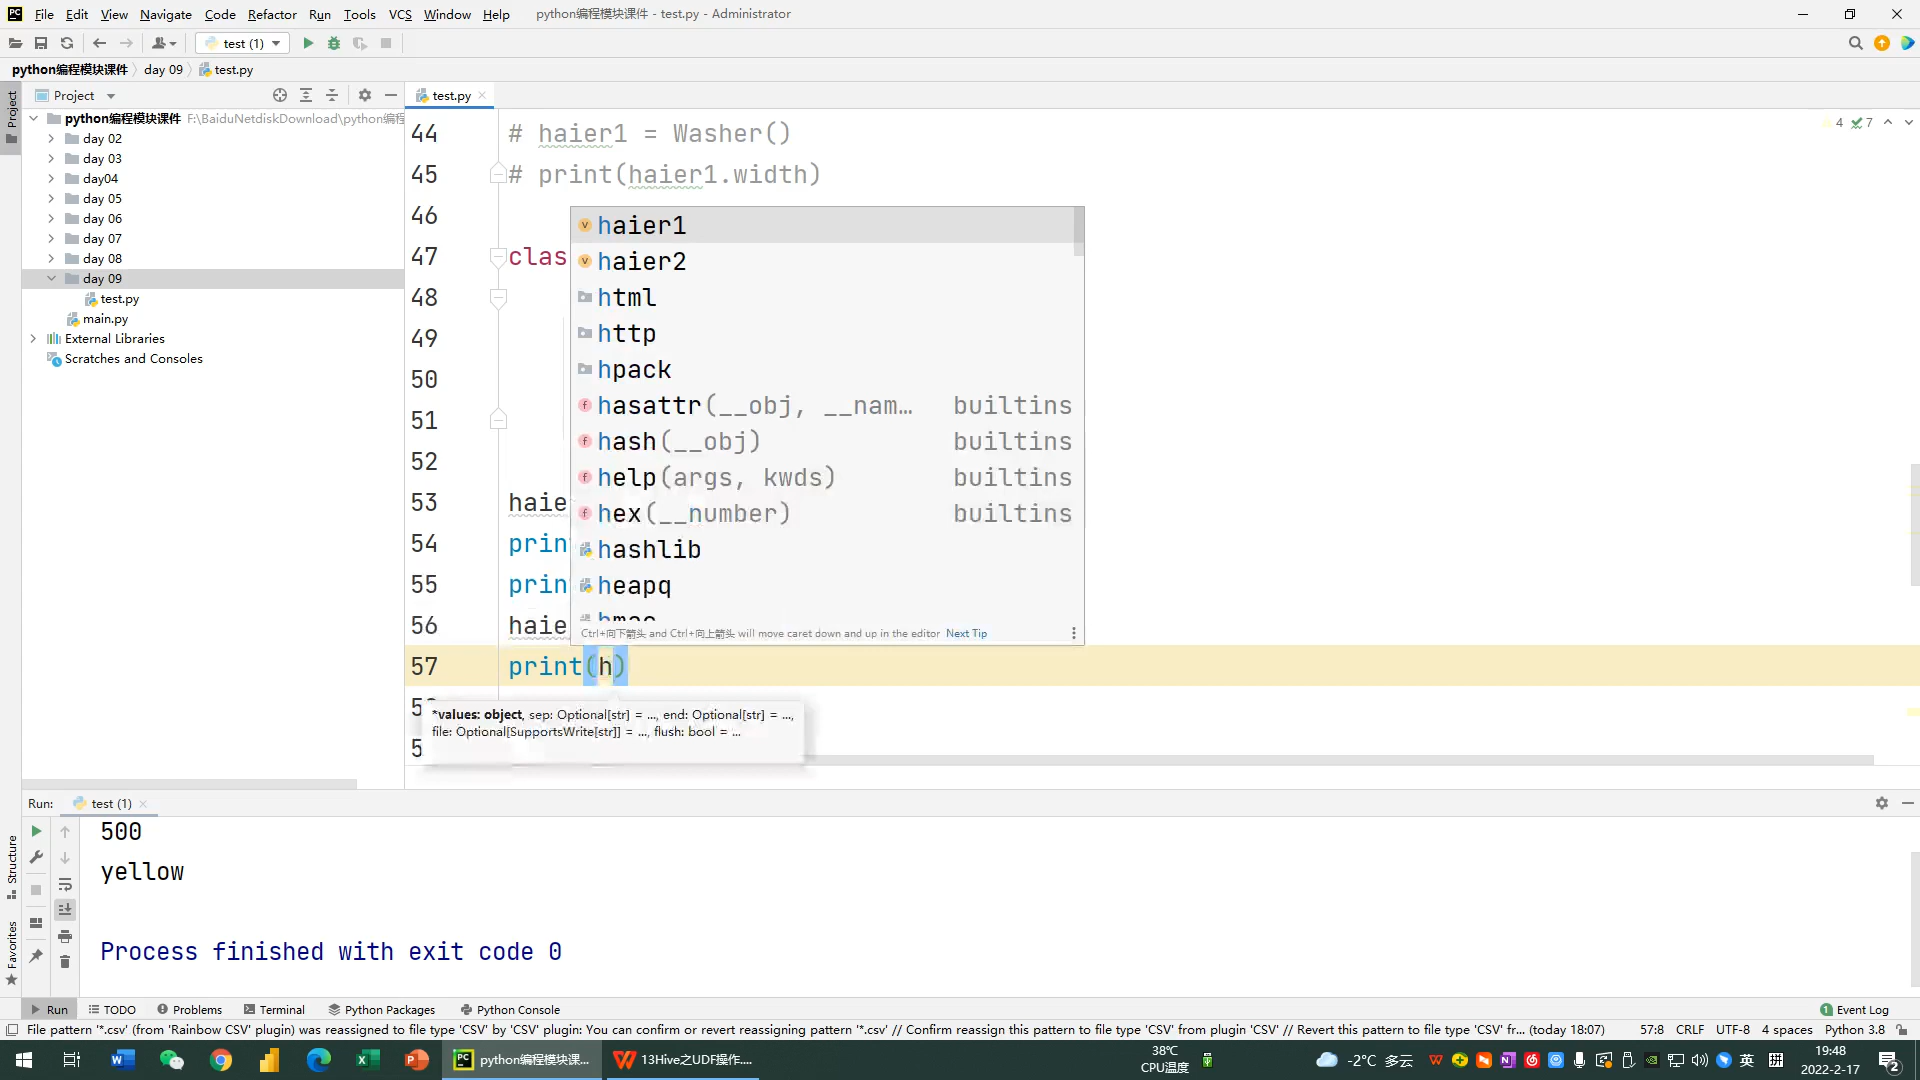 File Edit View Navigate Code Refactor Run Tools VCS Window Help python编程模块课件 - test.py - Administrator
test (1)
python编程模块课件 day 09 test.py
Project
Project
test.py
python编程模块课件 F:\BaiduNetdiskDownload\python编程
day 02
day 03
day04
day 05
day 06
day 07
day 08
day 09
test.py
main.py
External Libraries
Scratches and Consoles
4 7
44 # haier1 = Washer()
45 # print(haier1.width)
46
47 clas
48
49
50
51
52
53 haie
54 prin
55 prin
56 haie
57 print(h)
haier1
haier2
html
http
hpack
hasattr(__obj, __nam… builtins
hash(__obj) builtins
help(args, kwds) builtins
hex(__number) builtins
hashlib
heapq
hmac
Ctrl+向下箭头 and Ctrl+向上箭头 will move caret down and up in the editor Next Tip
*values: object, sep: Optional[str] = ..., end: Optional[str] = ...,
file: Optional[SupportsWrite[str]] = ..., flush: bool = ...
Run: test (1)
500
yellow
Process finished with exit code 0
Structure
Favorites
Run TODO Problems Terminal Python Packages Python Console 1 Event Log
File pattern '*.csv' (from 'Rainbow CSV' plugin) was reassigned to file type 'CSV' by 'CSV' plugin: You can confirm or revert reassigning pattern '*.csv' // Confirm reassign this pattern to file type 'CSV' from plugin 'CSV' // Revert this pattern to file type 'CSV' fr... (today 18:07) 57:8 CRLF UTF-8 4 spaces Python 3.8
python编程模块课... 13Hive之UDF操作.... 38℃ -2°C 多云 英 19:48
CPU温度 2022-2-17 2